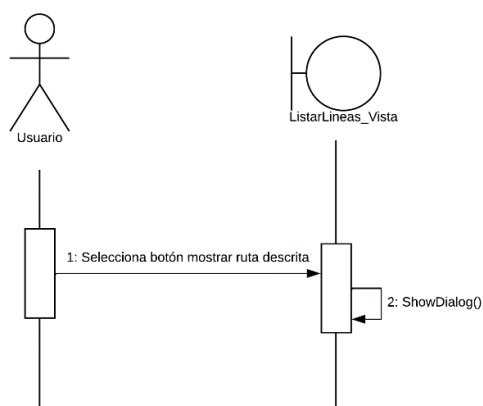 Usuario
ListarLineas_Vista
1: Selecciona botón mostrar ruta descrita
2: ShowDialog()